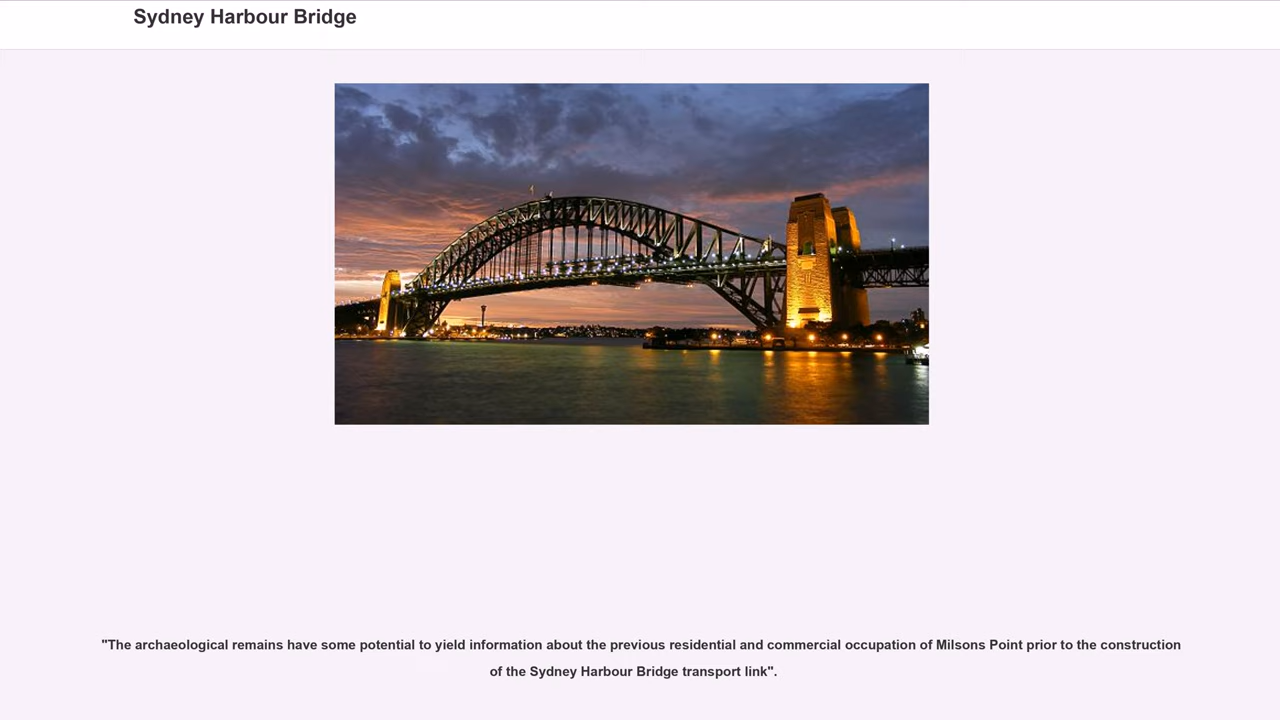 Sydney Harbour Bridge
"The archaeological remains have some potential to yield information about the previous residential and commercial occupation of Milsons Point prior to the construction
of the Sydney Harbour Bridge transport link".